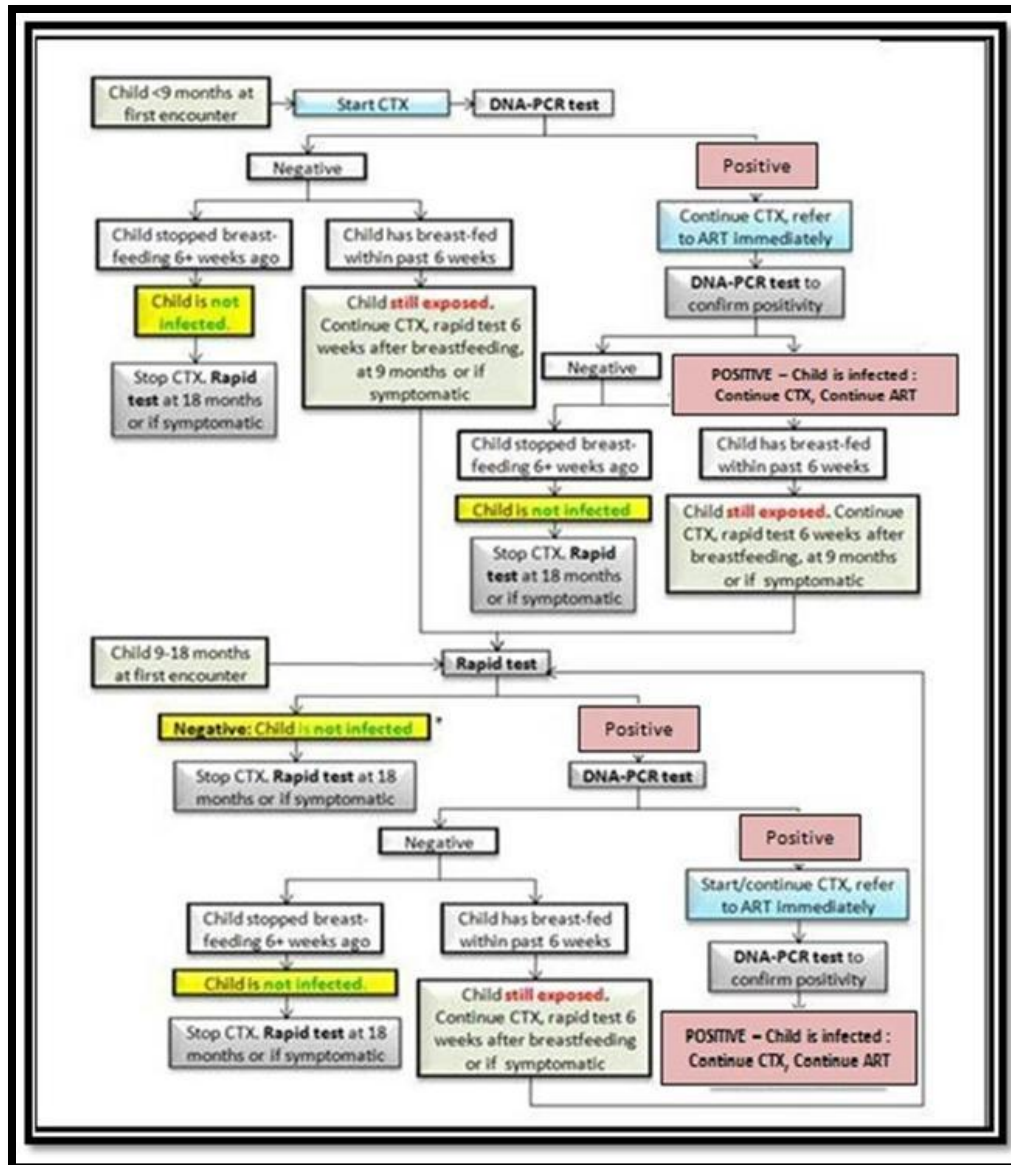 Child <9 months at
first encounter
Start CTX
DNA-PCR test
Negative
Positive
Child stopped breast-
feeding 6+ weeks ago
Child has breast-fed
within past 6 weeks
Continue CTX, refer
to ART immediately
Child is not
infected.
Child still exposed.
Continue CTX, rapid test 6
weeks after breastfeeding,
at 9 months or if
symptomatic
DNA-PCR test to
confirm positivity
Stop CTX. Rapid
test at 18 months
or if symptomatic
Negative
POSITIVE – Child is infected :
Continue CTX, Continue ART
Child stopped breast-
feeding 6+ weeks ago
Child has breast-fed
within past 6 weeks
Child is not infected
Child still exposed. Continue
CTX, rapid test 6 weeks after
breastfeeding, at 9 months
or if symptomatic
Stop CTX. Rapid
test at 18 months
or if symptomatic
Child 9-18 months
at first encounter
Rapid test
Negative: Child is not infected *
Positive
Stop CTX. Rapid test at 18
months or if symptomatic
DNA-PCR test
Negative
Positive
Child stopped breast-
feeding 6+ weeks ago
Child has breast-fed
within past 6 weeks
Start/continue CTX, refer
to ART immediately
Child is not infected.
Child still exposed.
Continue CTX, rapid test 6
weeks after breastfeeding
or if symptomatic
DNA-PCR test to
confirm positivity
Stop CTX. Rapid test at 18
months or if symptomatic
POSITIVE – Child is infected :
Continue CTX, Continue ART